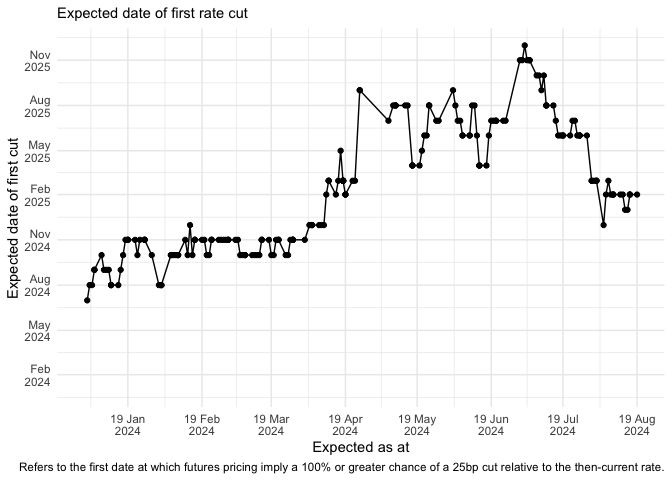 Expected date of first rate cut
Expected date of first cut
Nov
2025
Aug
2025
May
2025
Feb
2025
Nov
2024
Aug
2024
May
2024
Feb
2024
19 Jan
2024
19 Feb
2024
19 Mar
2024
19 Apr
2024
19 May
2024
19 Jun
2024
19 Jul
2024
19 Aug
2024
Expected as at
Refers to the first date at which futures pricing imply a 100% or greater chance of a 25bp cut relative to the then-current rate.